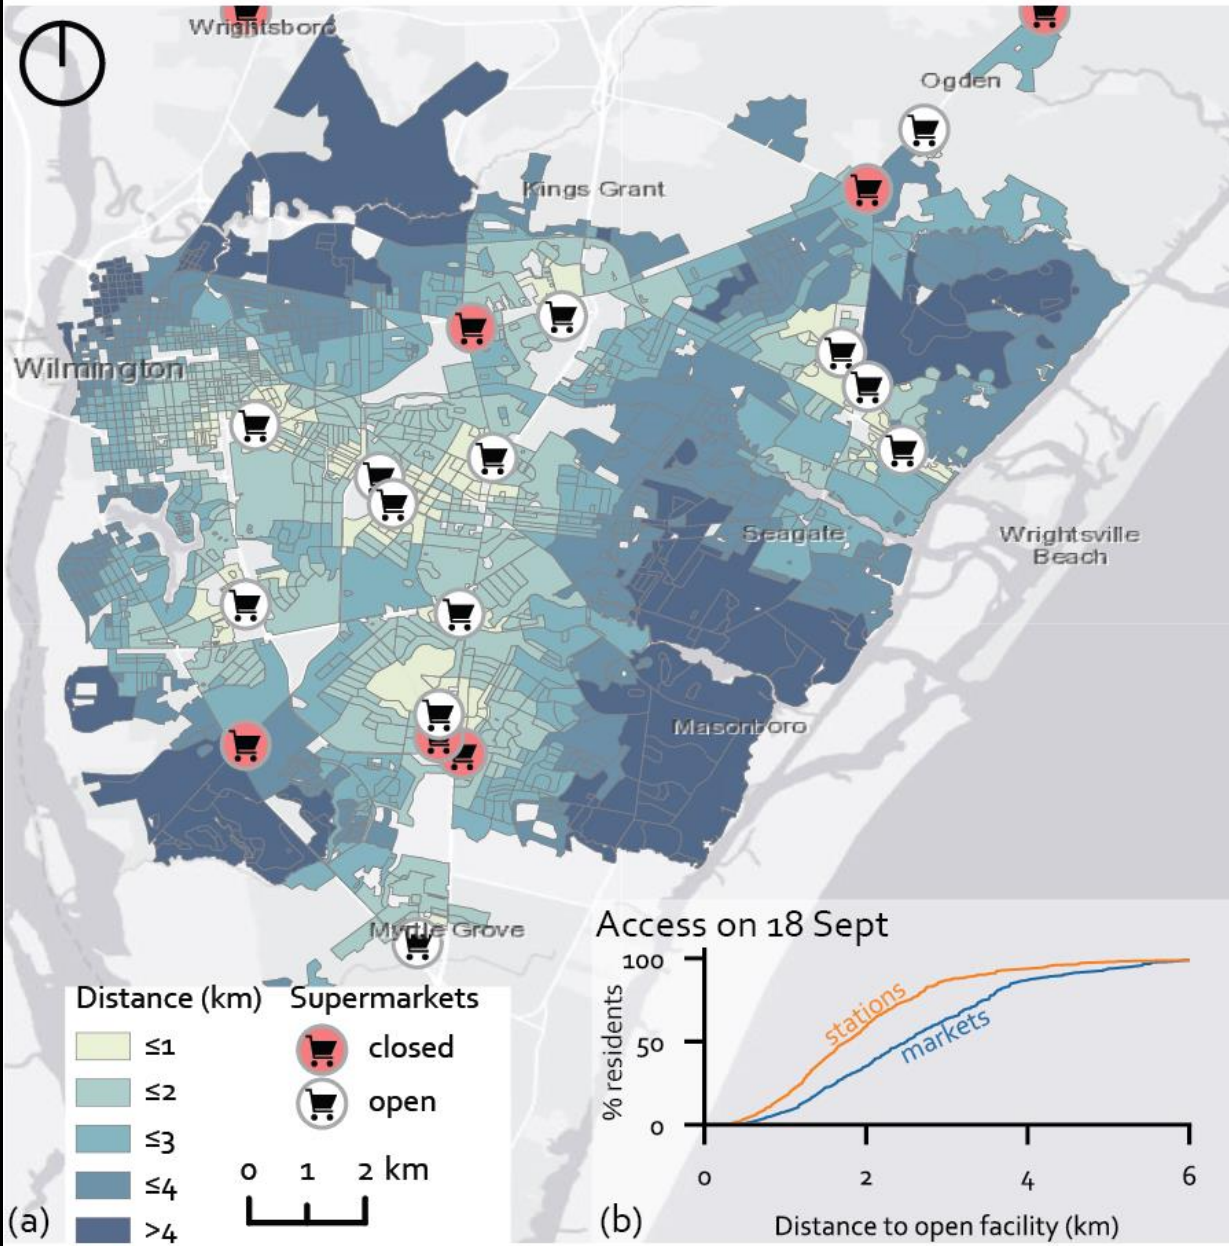 Wrightsboro
Ogden
Kings Grant
Wilmington
Seagate
Wrightsville
Beach
Masonboro
Myrtle Grove
Access on 18 Sept
100
50
0
% residents
stations
markets
0 2 4 6
Distance to open facility (km)
(b)
Distance (km)
≤1
≤2
≤3
≤4
>4
Supermarkets
closed
open
0 1 2 km
(a)